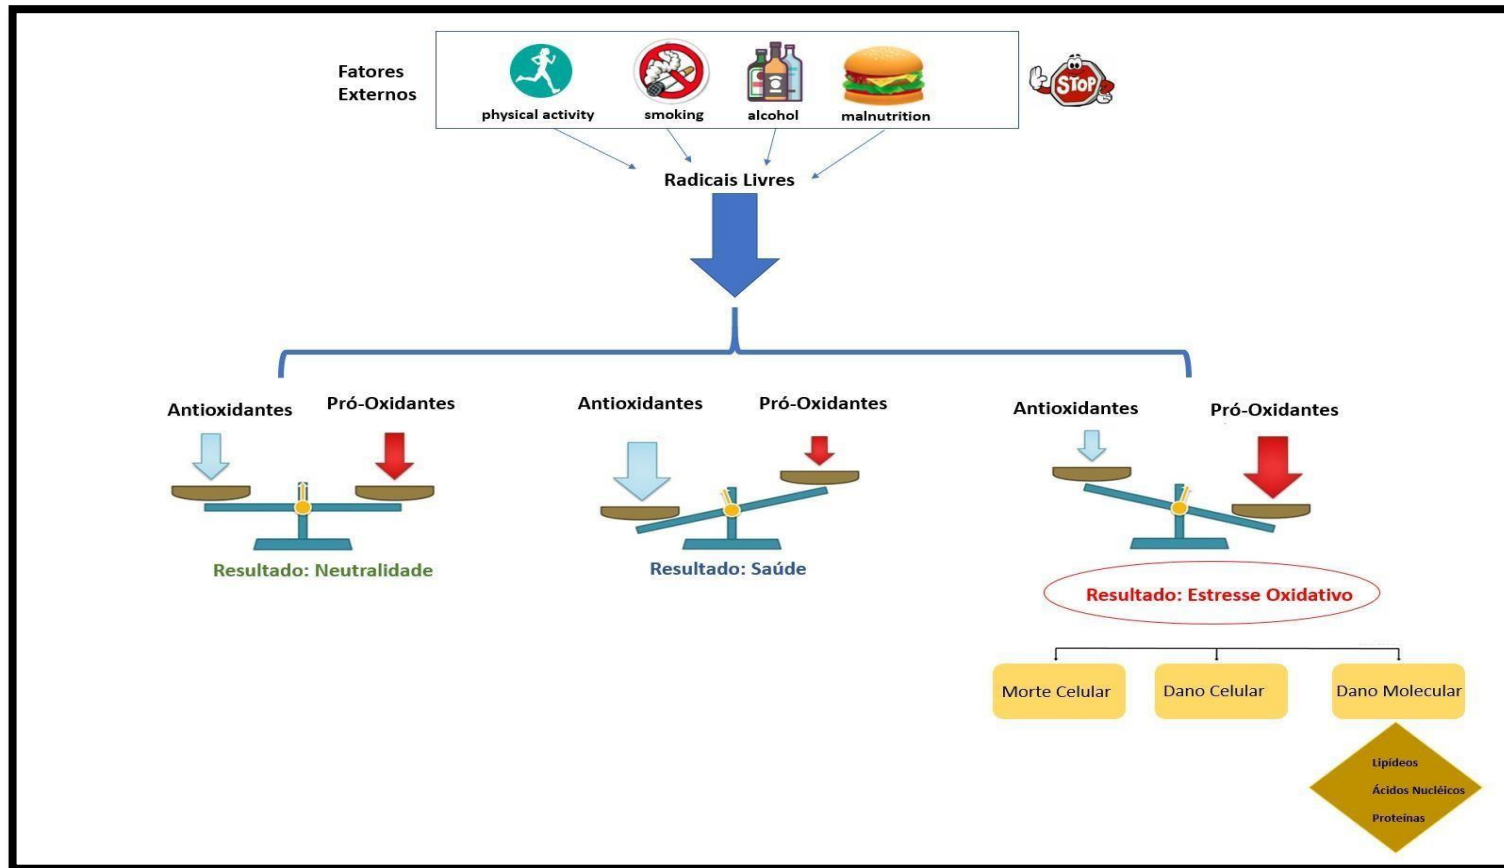 Fatores
Externos
physical activity
smoking
alcohol
malnutrition
STOP
Radicais Livres
Antioxidantes
Pró-Oxidantes
Antioxidantes
Pró-Oxidantes
Antioxidantes
Pró-Oxidantes
Resultado: Neutralidade
Resultado: Saúde
Resultado: Estresse Oxidativo
Morte Celular
Dano Celular
Dano Molecular
Lipídeos
Ácidos Nucléicos
Proteínas